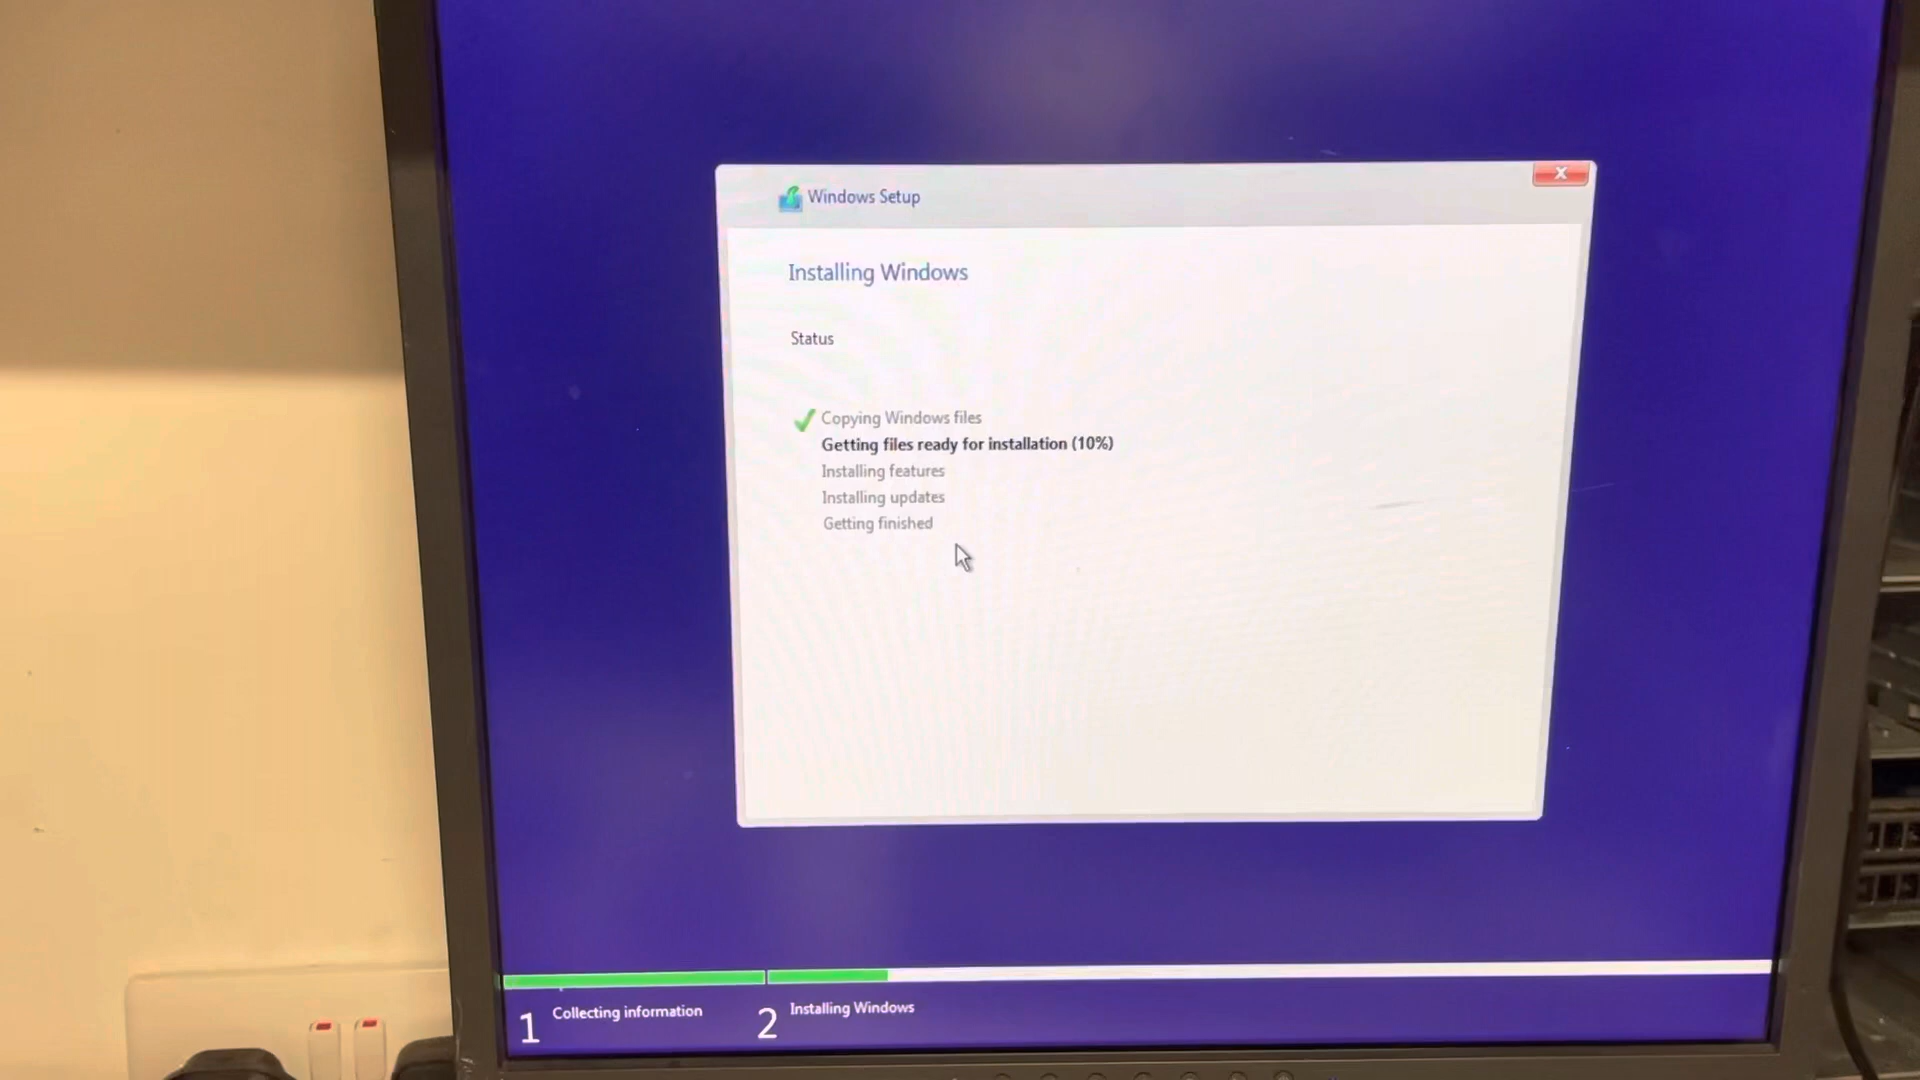 Windows Setup
Installing Windows
Status
Copying Windows files
Getting files ready for installation (10%)
Installing features
Installing updates
Getting finished
1 Collecting information
2 Installing Windows